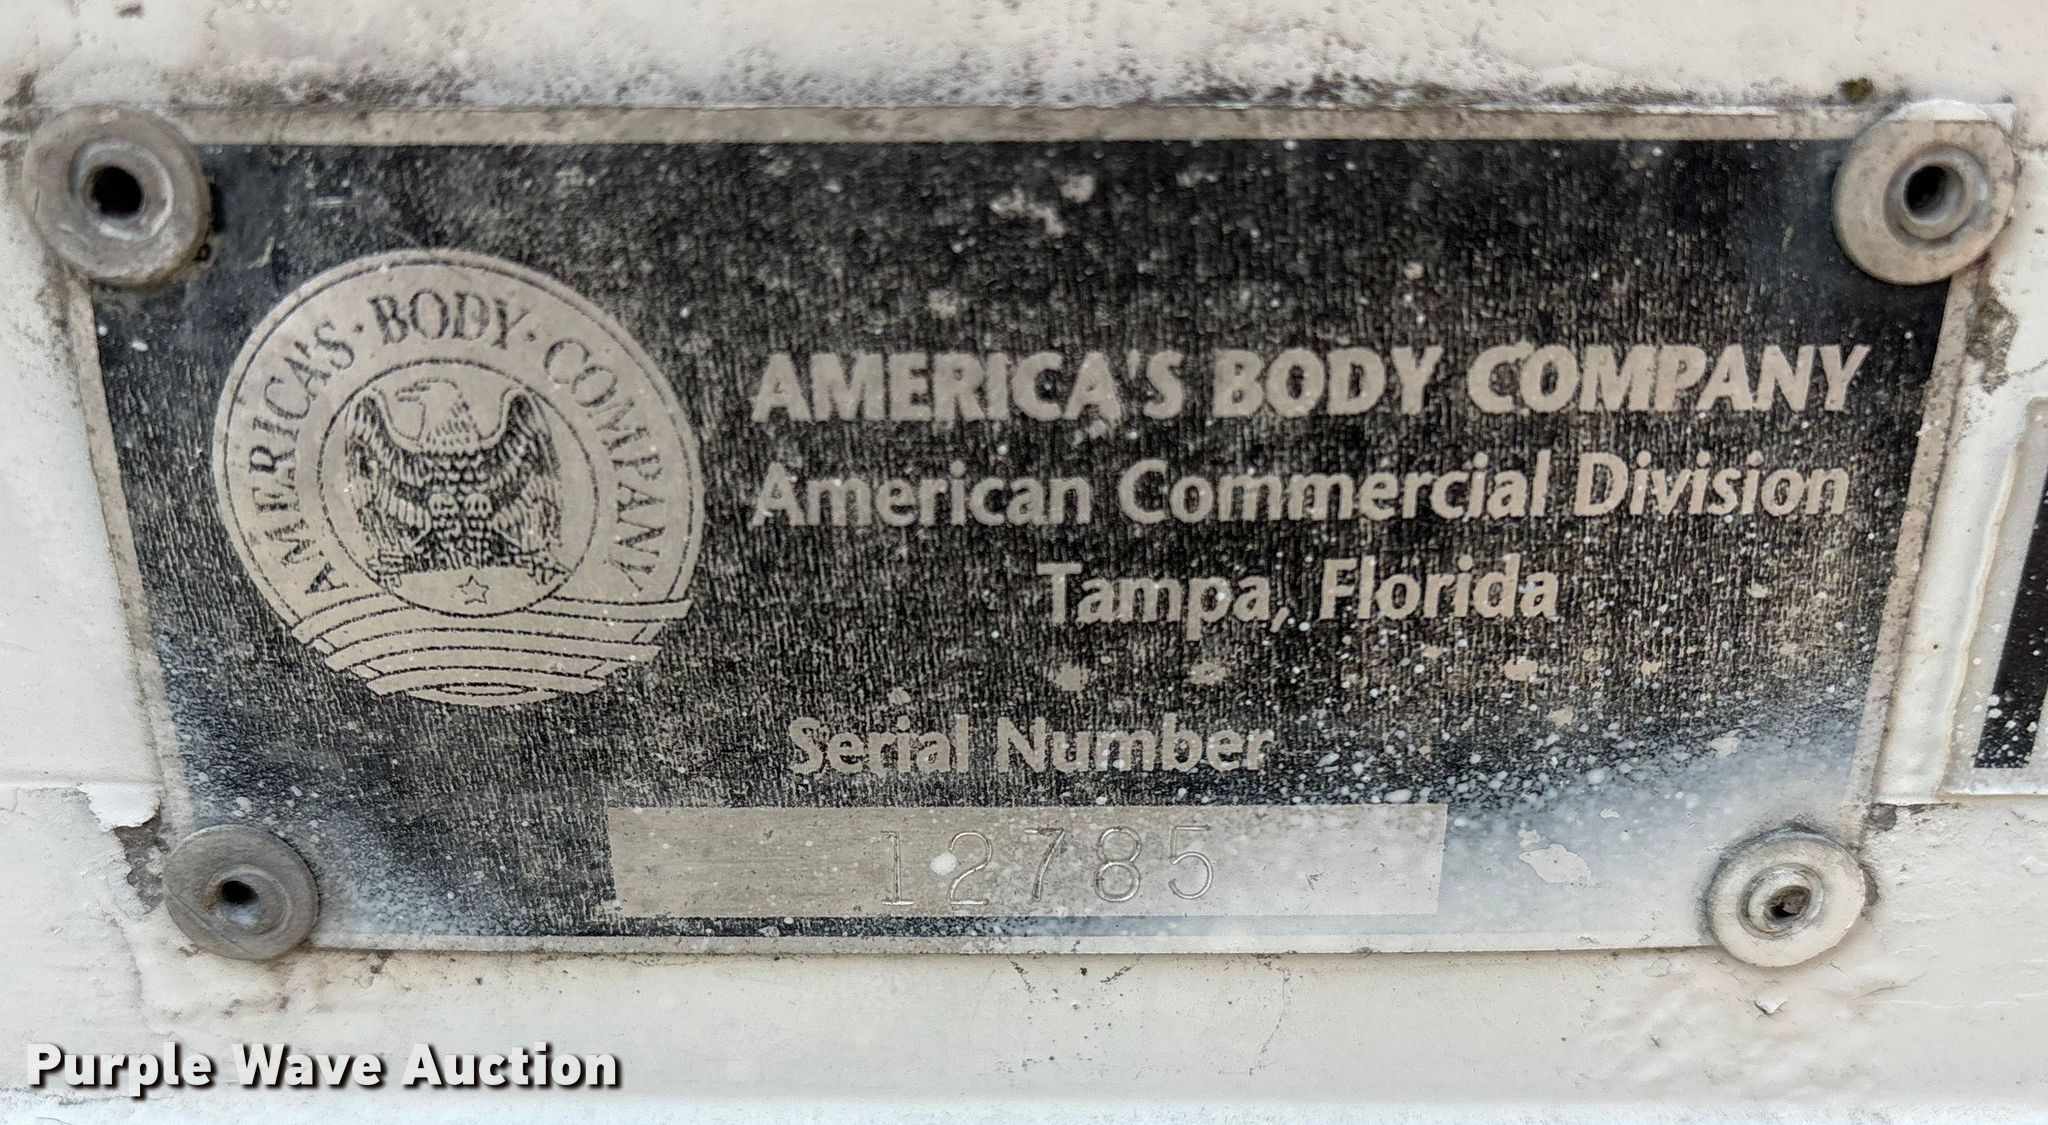 AMERICA'S · BODY · COMPANY
AMERICA'S BODY COMPANY
American Commercial Division
Tampa, Florida
Serial Number
12785
Purple Wave Auction